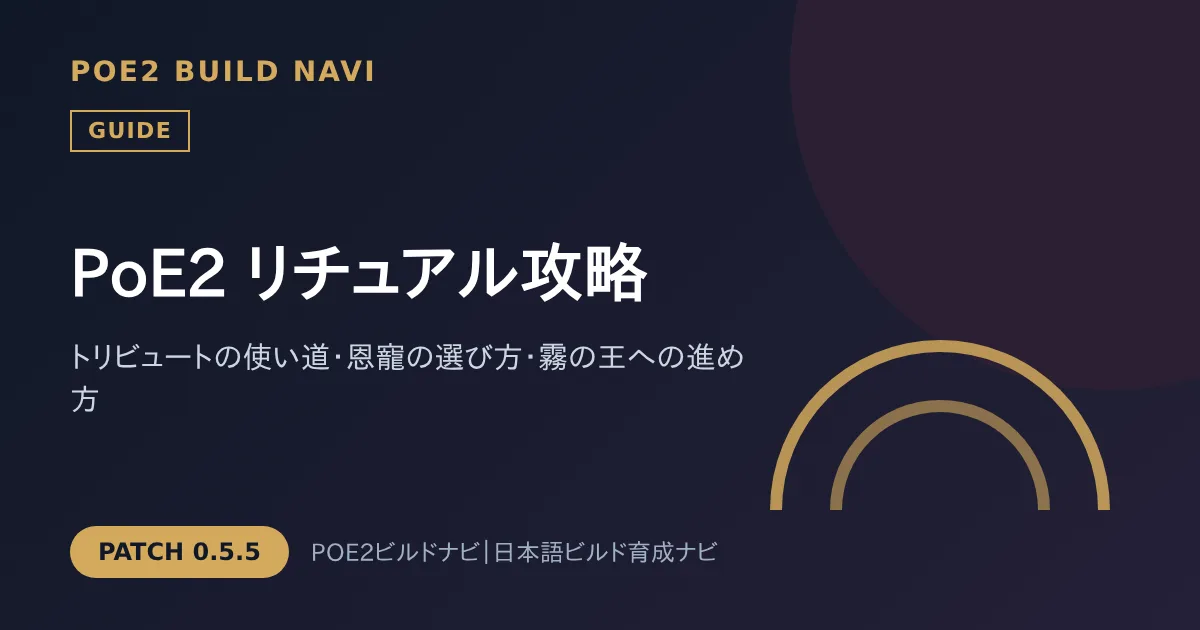 POE2 BUILD NAVI
GUIDE
PoE2 リチュアル攻略
トリビュートの使い道・恩寵の選び方・霧の王への進め
方
PATCH 0.5.5
POE2ビルドナビ|日本語ビルド育成ナビ